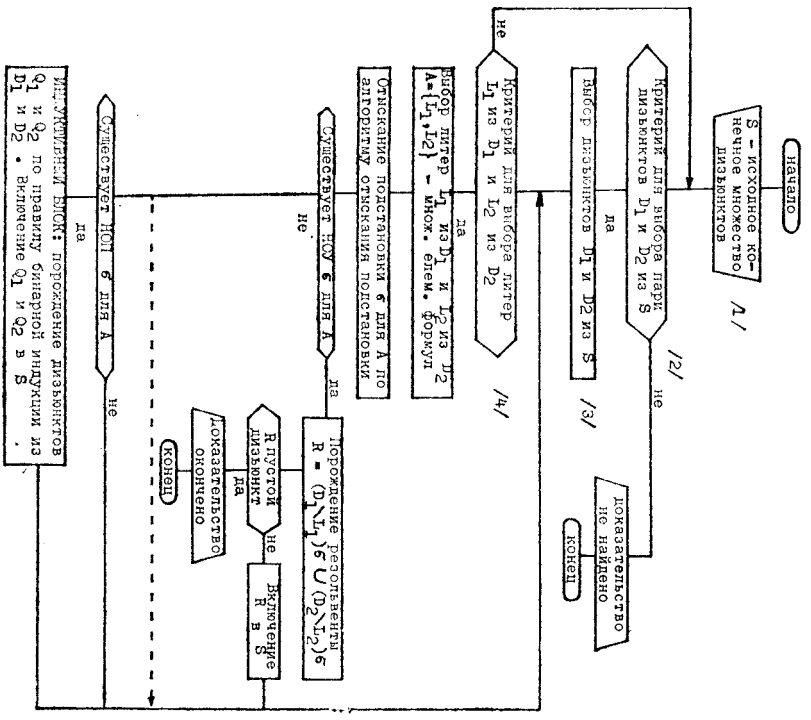 начало
S – исходное ко-
нечное множество
дизъюнктов
/1/
Критерий для выбора пары
дизъюнктов D1 и D2 из S
/2/
не
да
доказательство
не найдено
конец
Выбор дизъюнктов D1 и D2 из S
/3/
Критерий для выбора литер
L1 из D1 и L2 из D2
/4/
не
да
Выбор литер L1 из D1 и L2 из D2
A={L1,L2} – множ. елем. формул
Отыскание подстановки б для A по
алгоритму отыскания подстановки
Существует НОУ б для A
да
не
Порождение резольвенты
R = (D1\L1)б ∪ (D2\L2)б
R пустой
дизъюнкт
не
да
Включение
R в S
Доказательство
окончено
конец
Существует НОП б для A
не
да
ИНДУКТИВНЫЙ БЛОК: порождение дизъюнктов
Q1 и Q2 по правилу бинарной индукции из
D1 и D2 . Включение Q1 и Q2 в S .